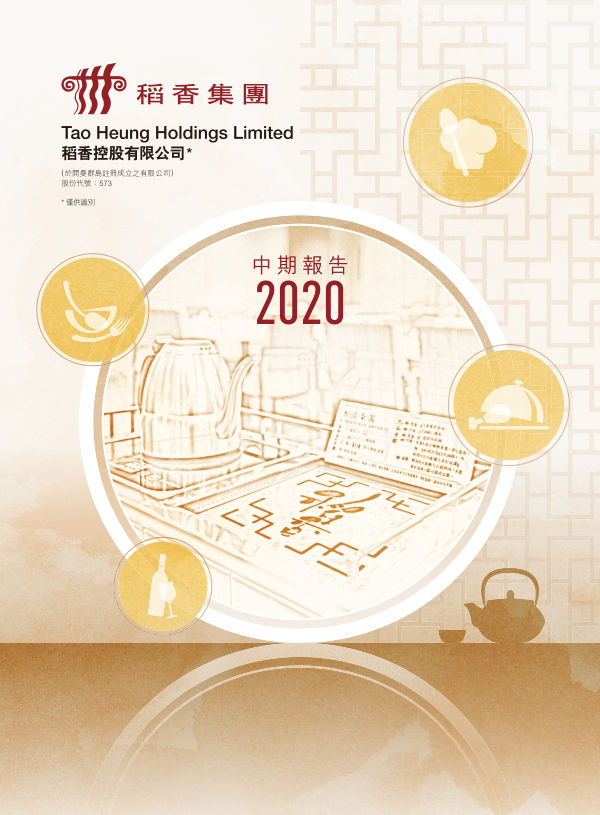 稻香集團
Tao Heung Holdings Limited
稻香控股有限公司*
(於開曼群島註冊成立之有限公司)
股份代號：573
* 僅供識別
中期報告
2020